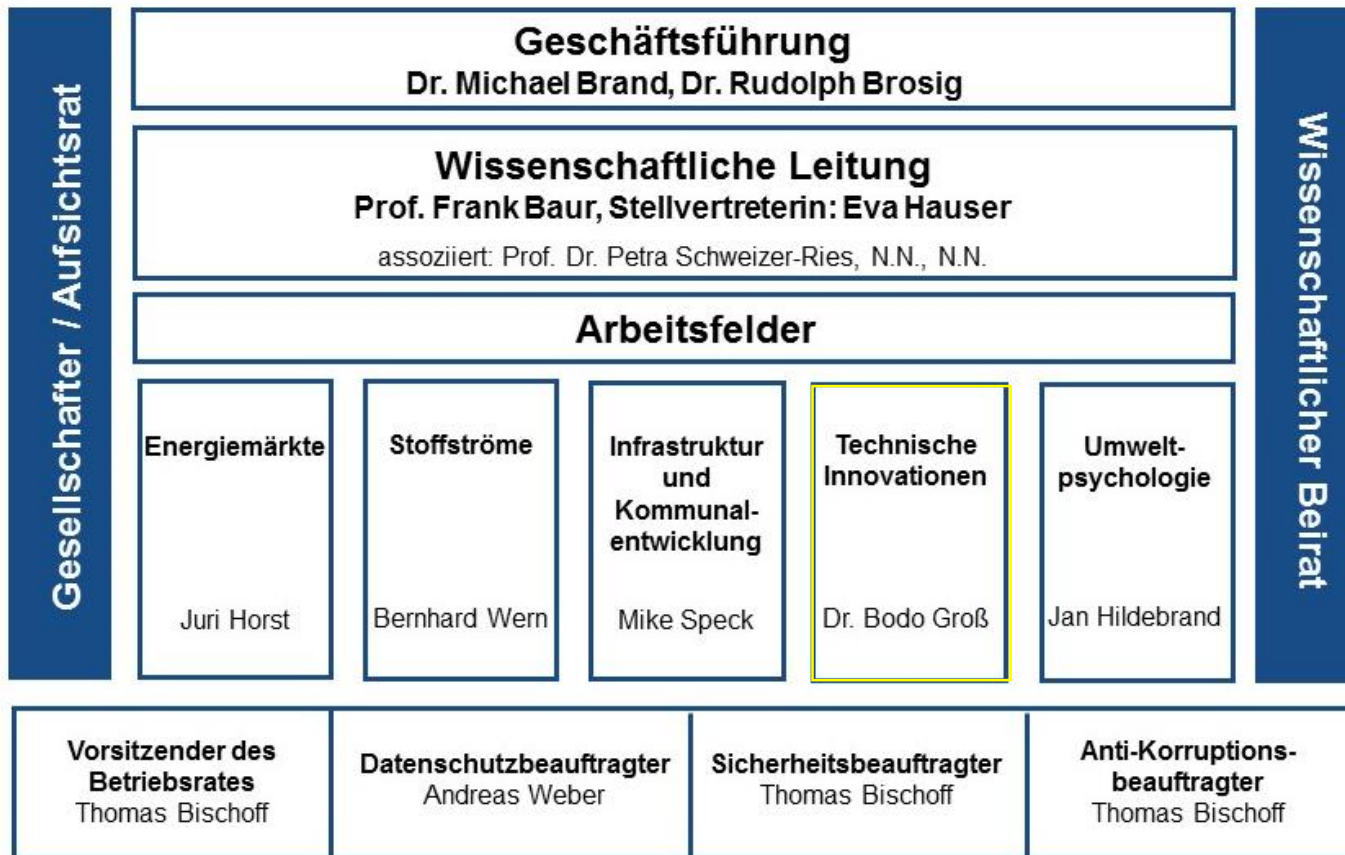 Gesellschafter / Aufsichtsrat
Geschäftsführung
Dr. Michael Brand, Dr. Rudolph Brosig
Wissenschaftliche Leitung
Prof. Frank Baur, Stellvertreterin: Eva Hauser
assoziiert: Prof. Dr. Petra Schweizer-Ries, N.N., N.N.
Arbeitsfelder
Energiemärkte
Juri Horst
Stoffströme
Bernhard Wern
Infrastruktur
und
Kommunal-
entwicklung
Mike Speck
Technische
Innovationen
Dr. Bodo Groß
Umwelt-
psychologie
Jan Hildebrand
Wissenschaftlicher Beirat
Vorsitzender des
Betriebsrates
Thomas Bischoff
Datenschutzbeauftragter
Andreas Weber
Sicherheitsbeauftragter
Thomas Bischoff
Anti-Korruptions-
beauftragter
Thomas Bischoff